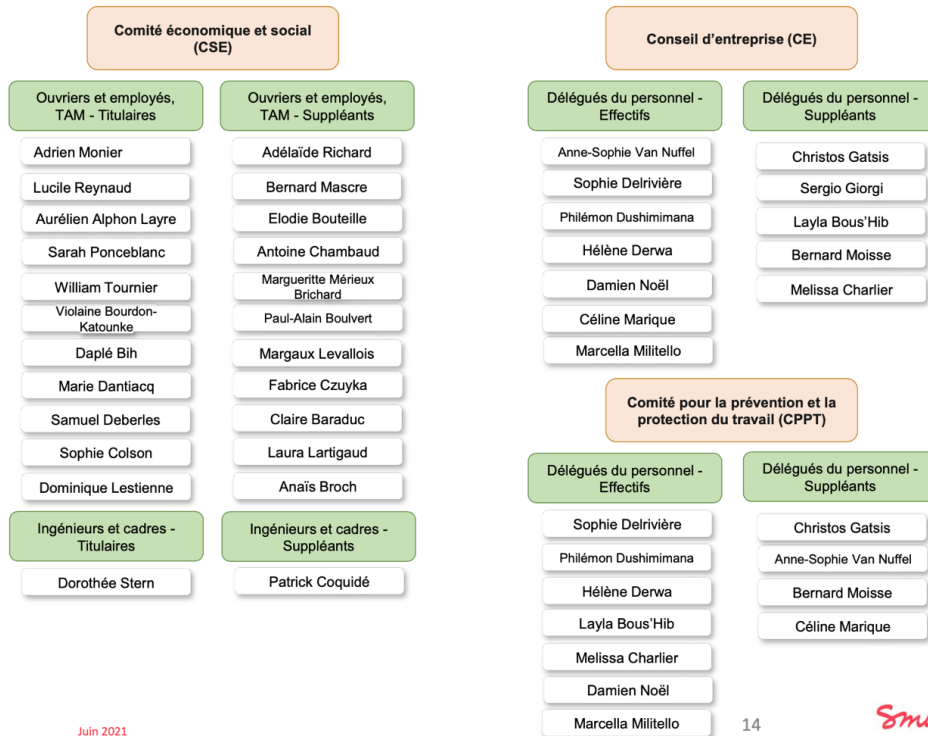 Comité économique et social
(CSE)
Ouvriers et employés,
TAM - Titulaires
Adrien Monier
Lucile Reynaud
Aurélien Alphon Layre
Sarah Ponceblanc
William Tournier
Violaine Bourdon-
Katounke
Daplé Bih
Marie Dantiacq
Samuel Deberles
Sophie Colson
Dominique Lestienne
Ingénieurs et cadres -
Titulaires
Dorothée Stern
Ouvriers et employés,
TAM - Suppléants
Adélaïde Richard
Bernard Mascre
Elodie Bouteille
Antoine Chambaud
Margueritte Mérieux
Brichard
Paul-Alain Boulvert
Margaux Levallois
Fabrice Czuyka
Claire Baraduc
Laura Lartigaud
Anaïs Broch
Ingénieurs et cadres -
Suppléants
Patrick Coquidé
Conseil d'entreprise (CE)
Délégués du personnel -
Effectifs
Anne-Sophie Van Nuffel
Sophie Delrivière
Philémon Dushimimana
Hélène Derwa
Damien Noël
Céline Marique
Marcella Militello
Délégués du personnel -
Suppléants
Christos Gatsis
Sergio Giorgi
Layla Bous'Hib
Bernard Moisse
Melissa Charlier
Comité pour la prévention et la
protection du travail (CPPT)
Délégués du personnel -
Effectifs
Sophie Delrivière
Philémon Dushimimana
Hélène Derwa
Layla Bous'Hib
Melissa Charlier
Damien Noël
Marcella Militello
Délégués du personnel -
Suppléants
Christos Gatsis
Anne-Sophie Van Nuffel
Bernard Moisse
Céline Marique
Juin 2021
14